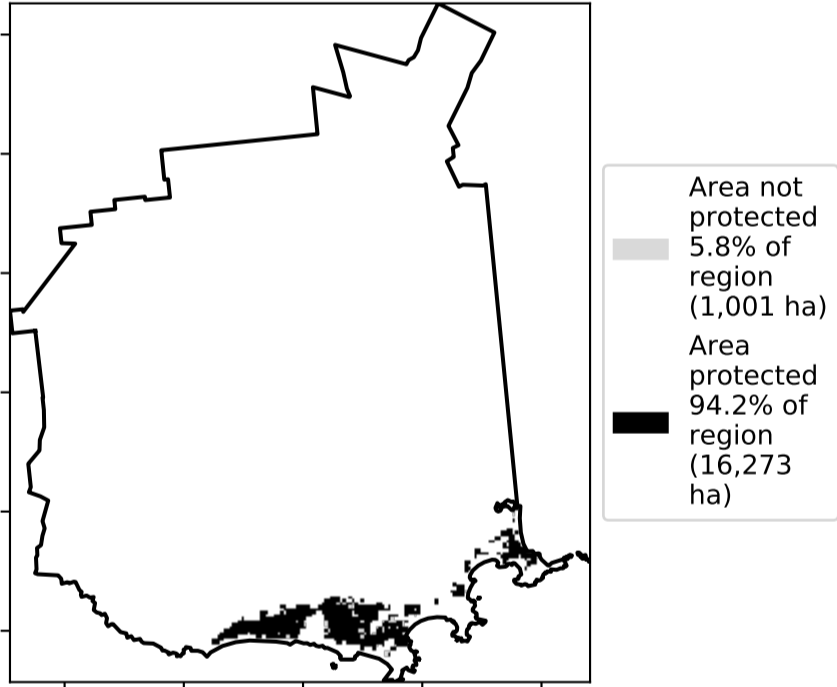 Area not
protected
5.8% of
region
(1,001 ha)
Area
protected
94.2% of
region
(16,273
ha)